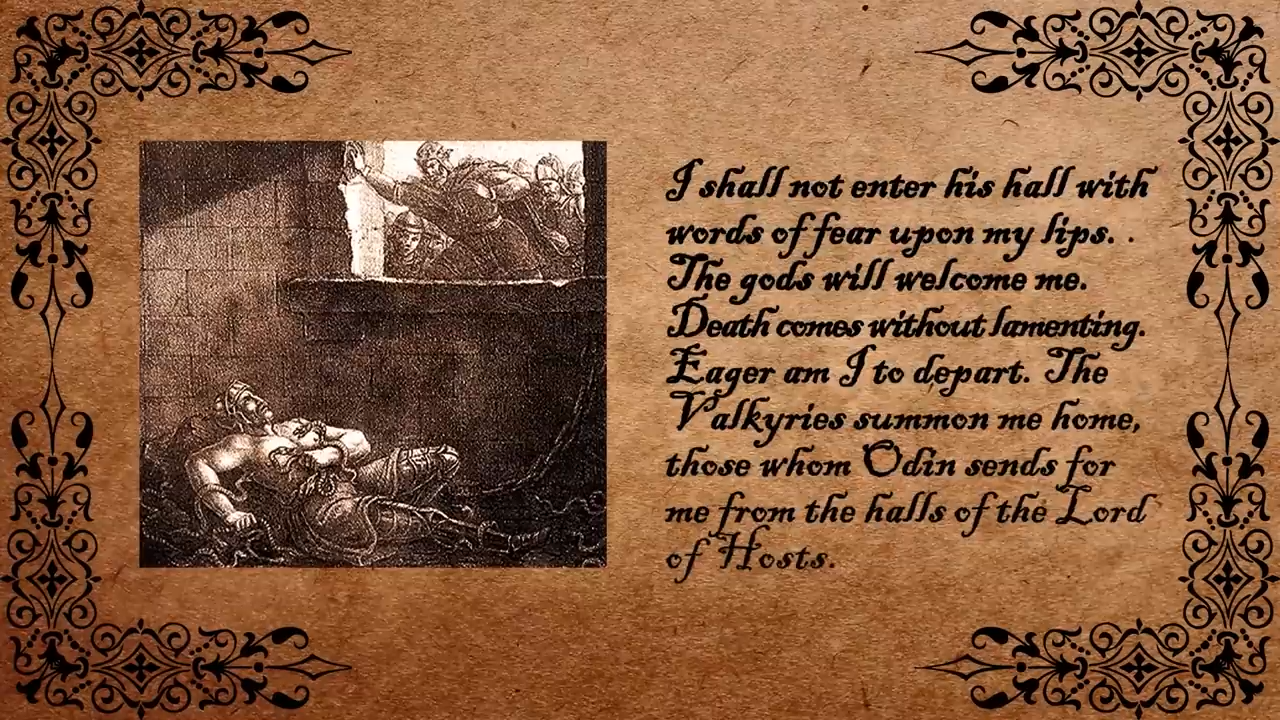 I shall not enter his hall with
words of fear upon my lips. .
The gods will welcome me.
Death comes without lamenting.
Eager am I to depart. The
Valkyries summon me home,
those whom Odin sends for
me from the halls of the Lord
of Hosts.